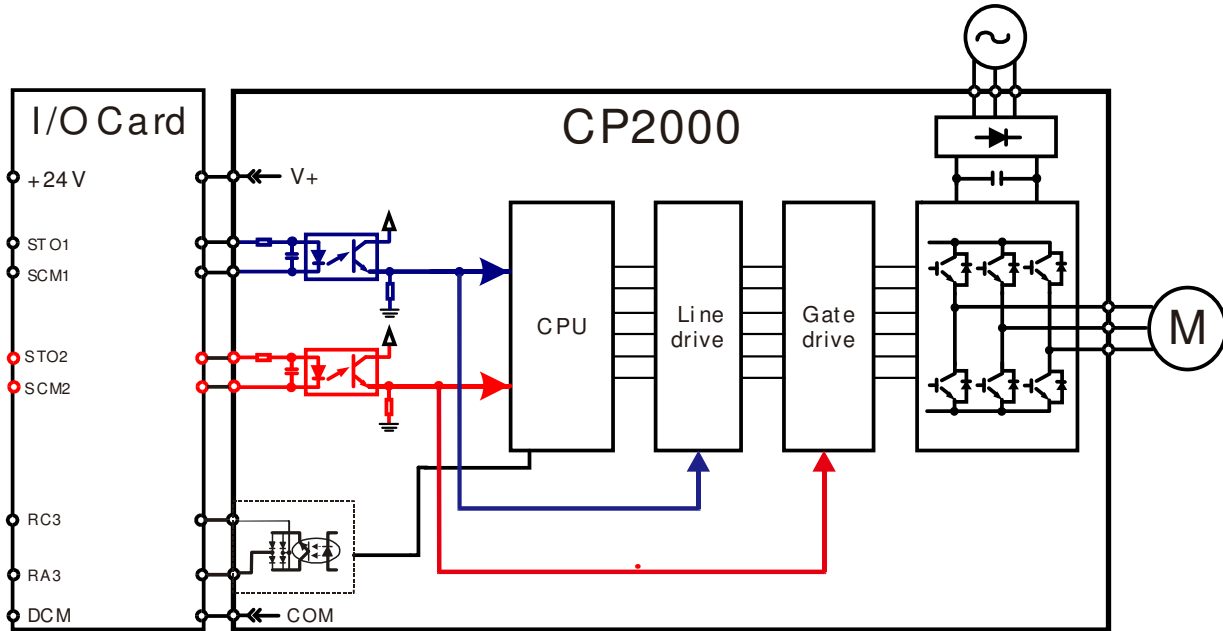 I/O Card
CP2000
+24V
V+
STO1
SCM1
CPU
Line
drive
Gate
drive
M
STO2
SCM2
RC3
RA3
DCM
COM